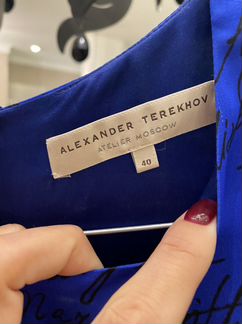 ALEXANDER TEREKHOV
ATELIER MOSCOW
40